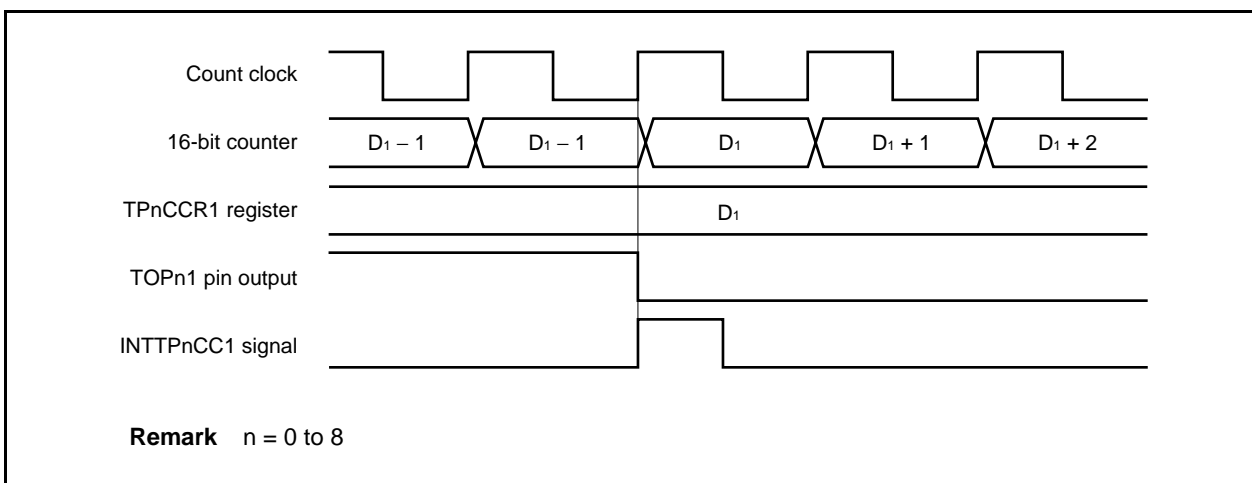 Count clock
16-bit counter D₁ − 1 D₁ − 1 D₁ D₁ + 1 D₁ + 2
TPnCCR1 register D₁
TOPn1 pin output
INTTPnCC1 signal
Remark n = 0 to 8